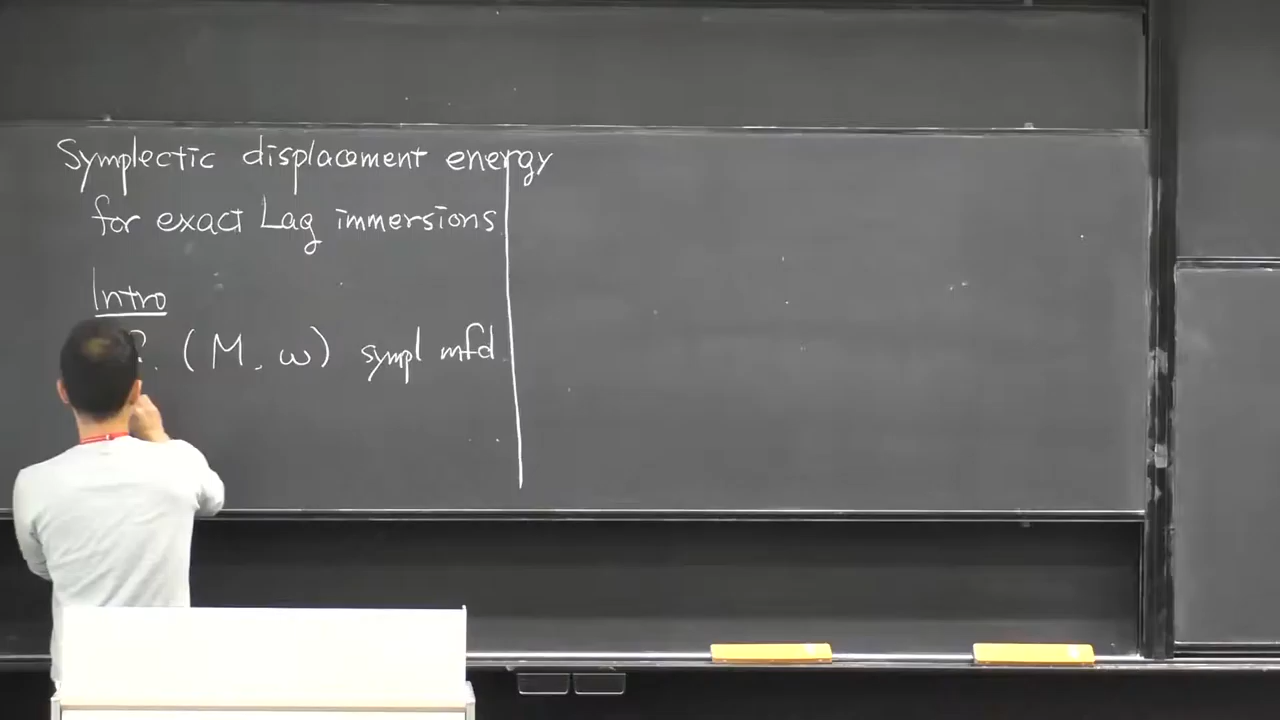 Symplectic displacement energy
for exact Lag immersions
Intro
(M, ω) sympl mfd